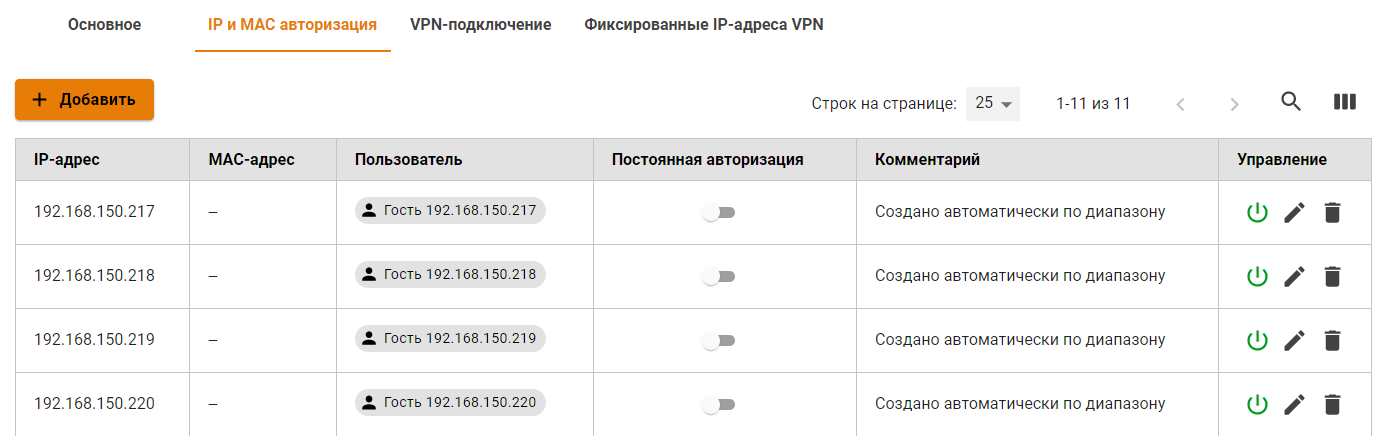 Основное IP и MAC авторизация VPN-подключение Фиксированные IP-адреса VPN
+ Добавить Строк на странице: 25 1-11 из 11
IP-адрес MAC-адрес Пользователь Постоянная авторизация Комментарий Управление
192.168.150.217 – Гость 192.168.150.217 Создано автоматически по диапазону
192.168.150.218 – Гость 192.168.150.218 Создано автоматически по диапазону
192.168.150.219 – Гость 192.168.150.219 Создано автоматически по диапазону
192.168.150.220 – Гость 192.168.150.220 Создано автоматически по диапазону